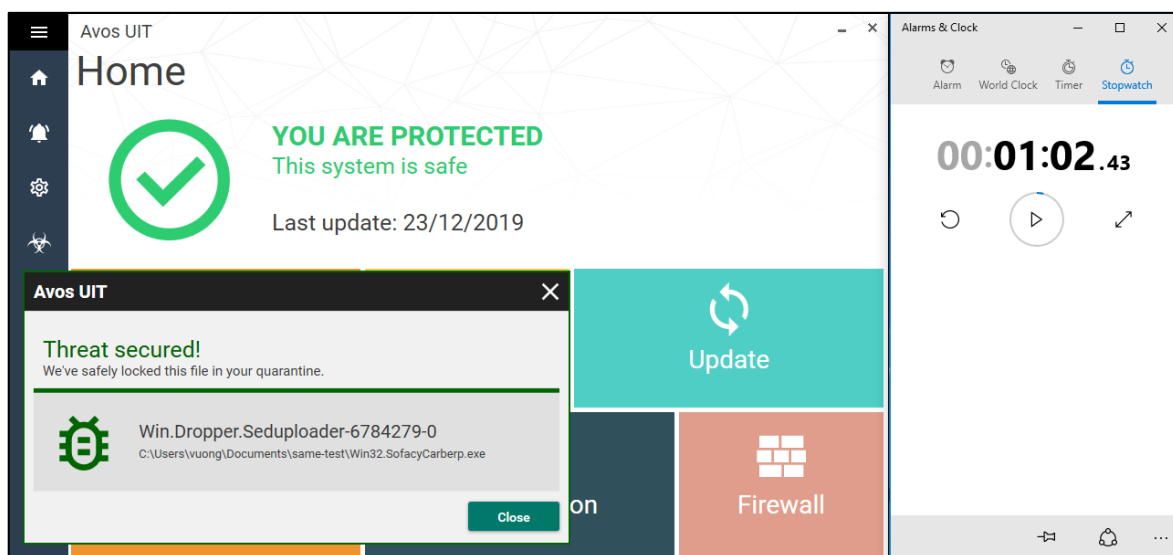 Avos UIT
Home
YOU ARE PROTECTED
This system is safe
Last update: 23/12/2019
Avos UIT
Threat secured!
We've safely locked this file in your quarantine.
Win.Dropper.Seduploader-6784279-0
C:\Users\vuong\Documents\same-test\Win32.SofacyCarberp.exe
Close
Update
on
Firewall
Alarms & Clock
Alarm
World Clock
Timer
Stopwatch
00:01:02.43